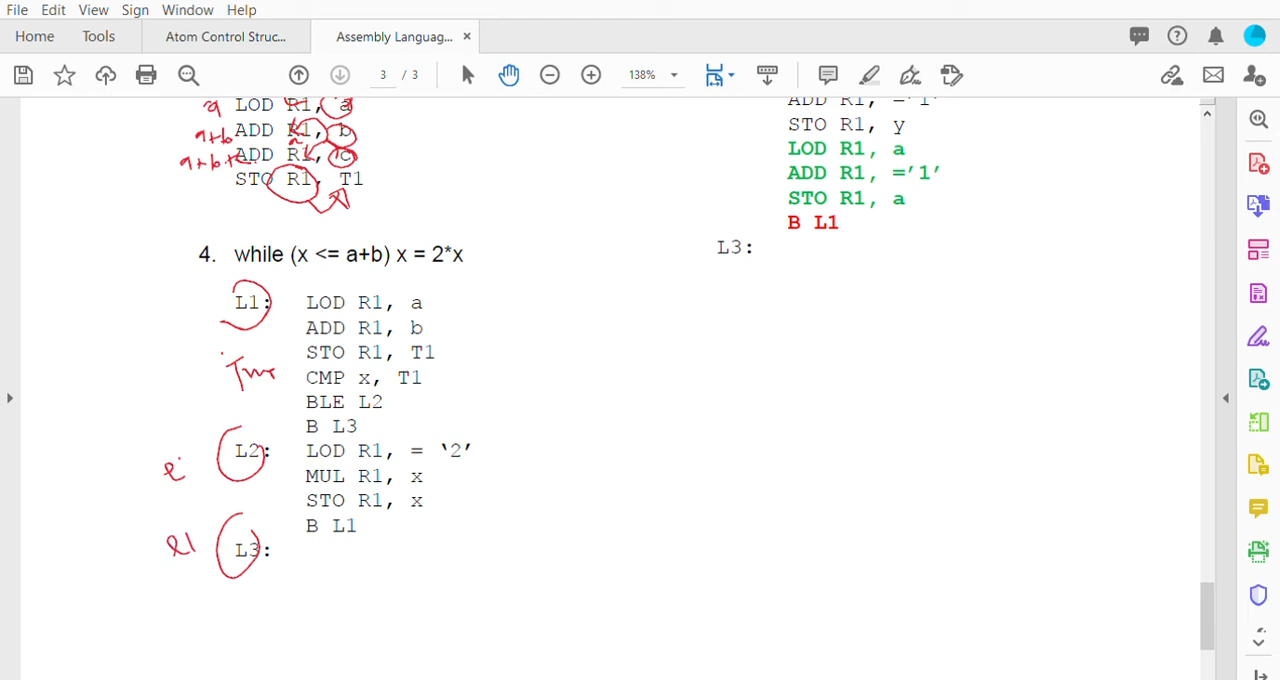 File Edit View Sign Window Help
Home Tools Atom Control Struc... Assembly Languag... ×
3 / 3 138%
a LOD R1, a
a+b ADD R1, b
a+b+c ADD R1, c
STO R1, T1
ADD R1, ='1'
STO R1, y
LOD R1, a
ADD R1, ='1'
STO R1, a
B L1
L3:
4. while (x <= a+b) x = 2*x
L1: LOD R1, a
ADD R1, b
STO R1, T1
CMP x, T1
BLE L2
B L3
L2: LOD R1, = ‘2’
MUL R1, x
STO R1, x
B L1
L3: